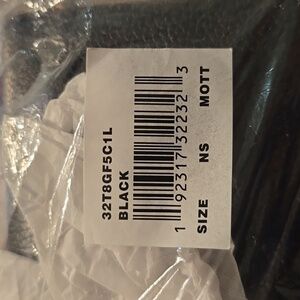 32T8GF5C1L
BLACK
1 92317 32232 3
SIZE NS MOTT